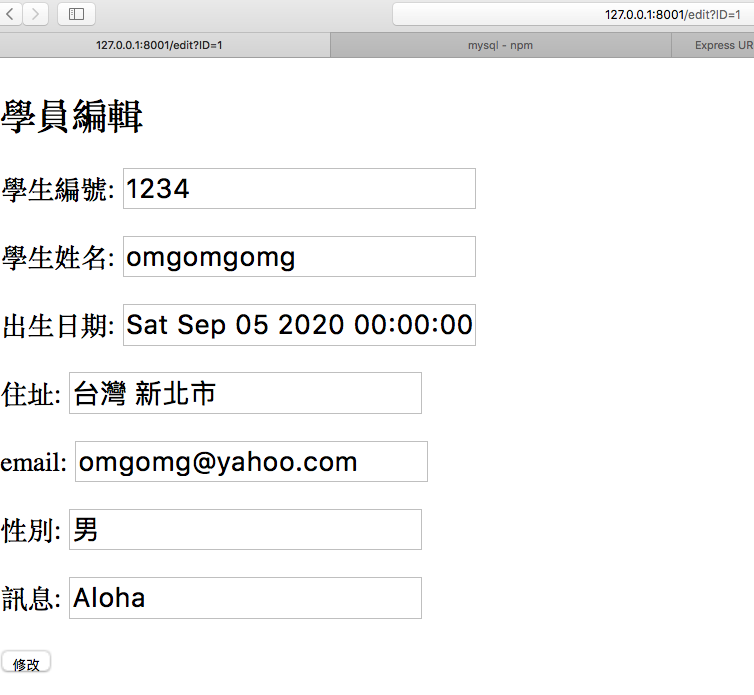 127.0.0.1:8001/edit?ID=1
127.0.0.1:8001/edit?ID=1 mysql - npm Express UR
學員編輯
學生編號: 1234
學生姓名: omgomgomg
出生日期: Sat Sep 05 2020 00:00:00
住址: 台灣 新北市
email: omgomg@yahoo.com
性別: 男
訊息: Aloha
修改